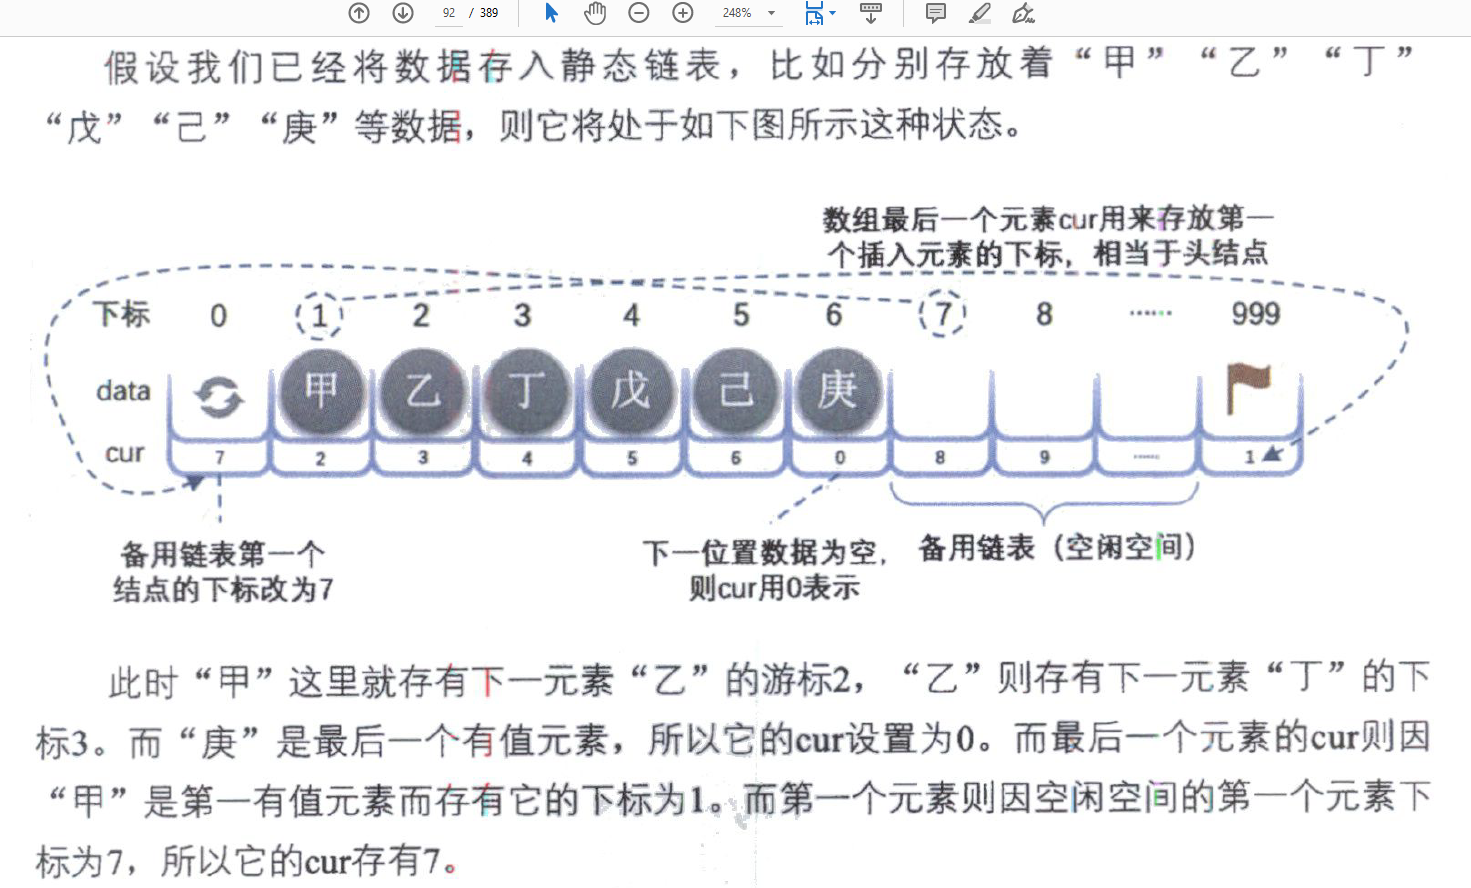 92 / 389 248%
假设我们已经将数据存入静态链表，比如分别存放着“甲”“乙”“丁”
“戊”“己”“庚”等数据，则它将处于如下图所示这种状态。
数组最后一个元素cur用来存放第一
个插入元素的下标，相当于头结点
下标 0 1 2 3 4 5 6 7 8 …… 999
data 甲 乙 丁 戊 己 庚
cur 7 2 3 4 5 6 0 8 9 …… 1
备用链表第一个
结点的下标改为7
下一位置数据为空，
则cur用0表示
备用链表（空闲空间）
此时“甲”这里就存有下一元素“乙”的游标2，“乙”则存有下一元素“丁”的下
标3。而“庚”是最后一个有值元素，所以它的cur设置为0。而最后一个元素的cur则因
“甲”是第一有值元素而存有它的下标为1。而第一个元素则因空闲空间的第一个元素下
标为7，所以它的cur存有7。